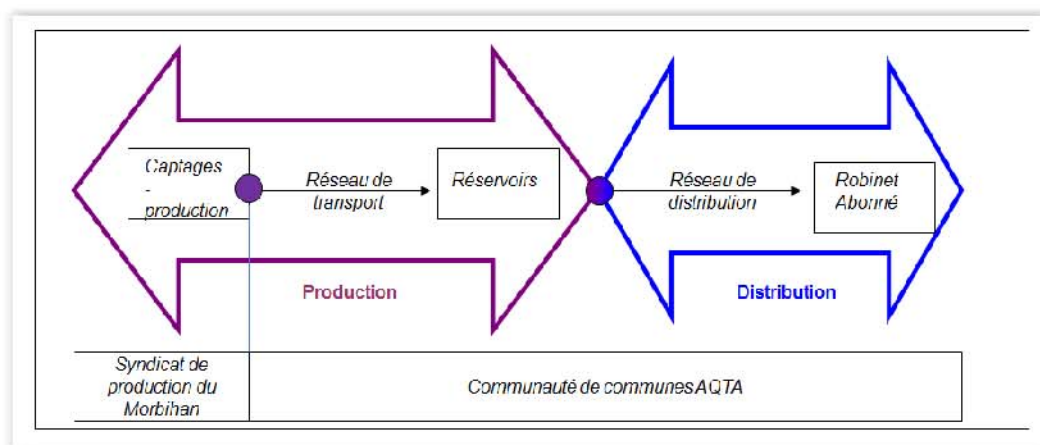 Captages
-
production
Réseau de
transport
Réservoirs
Réseau de
distribution
Robinet
Abonné
Production
Distribution
Syndicat de
production du
Morbihan
Communauté de communes AQTA